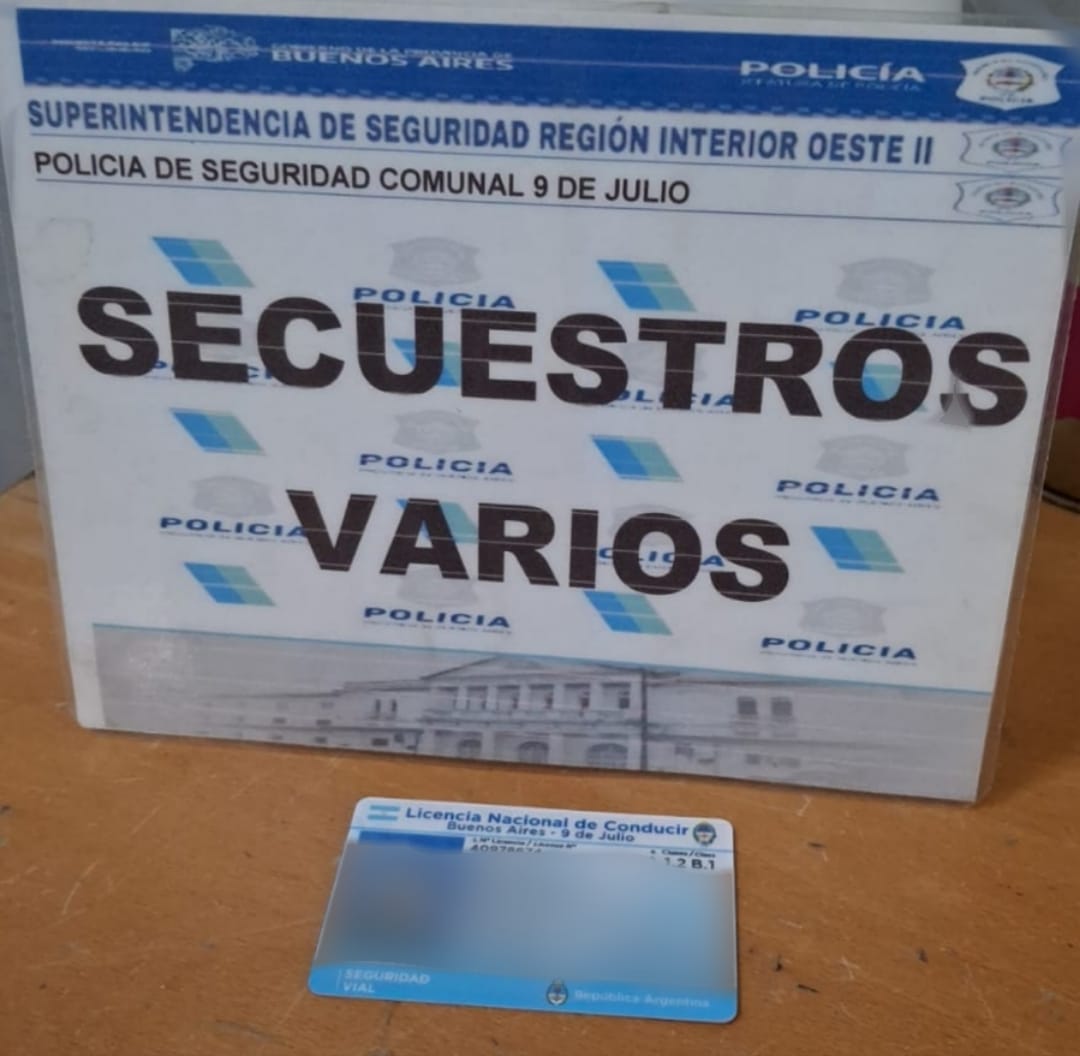 BUENOS AIRES
POLICÍA
SUPERINTENDENCIA DE SEGURIDAD REGIÓN INTERIOR OESTE II
POLICIA DE SEGURIDAD COMUNAL 9 DE JULIO
POLICIA
POLICIA
SECUESTROS
POLICIA
POLICIA
POLICIA
VARIOS
POLICIA
POLICIA
Licencia Nacional de Conducir
Buenos Aires - 9 de Julio
B.1
SEGURIDAD
VIAL
República Argentina